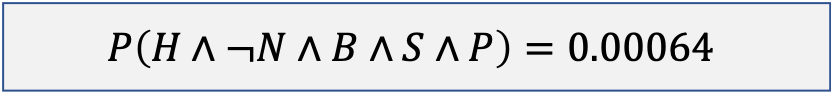 P(H ∧ ¬N ∧ B ∧ S ∧ P) = 0.00064